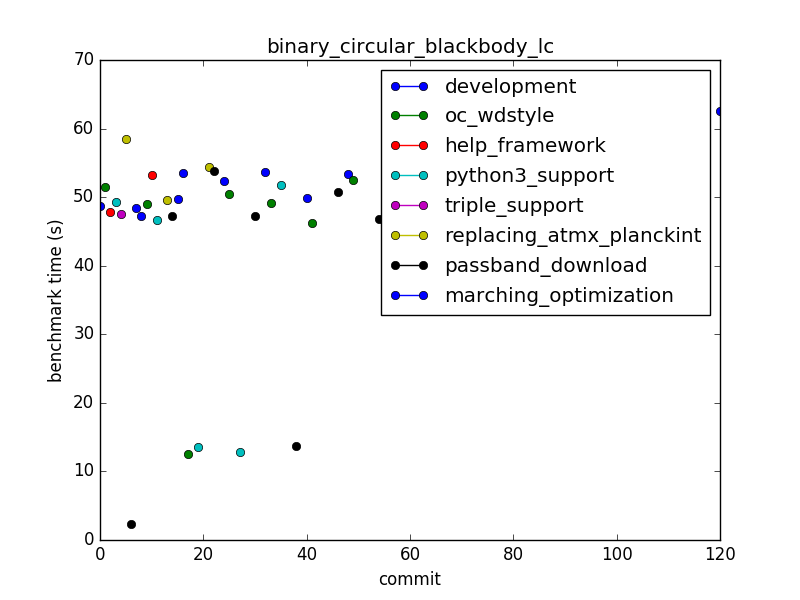 binary_circular_blackbody_lc
70
60
50
40
30
20
10
0
benchmark time (s)
development
oc_wdstyle
help_framework
python3_support
triple_support
replacing_atmx_planckint
passband_download
marching_optimization
0 20 40 60 80 100 120
commit